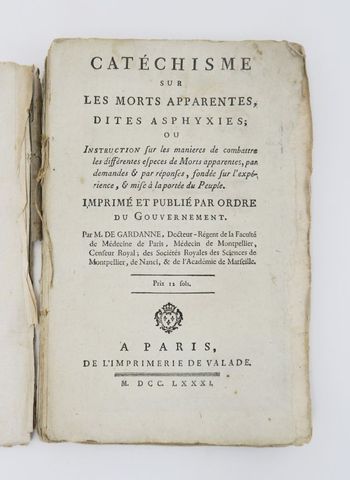 CATÉCHISME
SUR
LES MORTS APPARENTES,
DITES ASPHYXIES;
OU
INSTRUCTION sur les manieres de combattre
les différentes especes de Morts apparentes, par
demandes & par réponses, fondée sur l'expé-
rience, & mise à la portée du Peuple.
IMPRIMÉ ET PUBLIÉ PAR ORDRE
DU GOUVERNEMENT.
Par M. DE GARDANNE, Docteur-Régent de la Faculté
de Médecine de Paris, Médecin de Montpellier,
Censeur Royal; des Sociétés Royales des Sciences de
Montpellier, de Nanci, & de l'Académie de Marseille.
Prix 12 sols.
A PARIS,
DE L'IMPRIMERIE DE VALADE.
M. DCC. LXXXI.